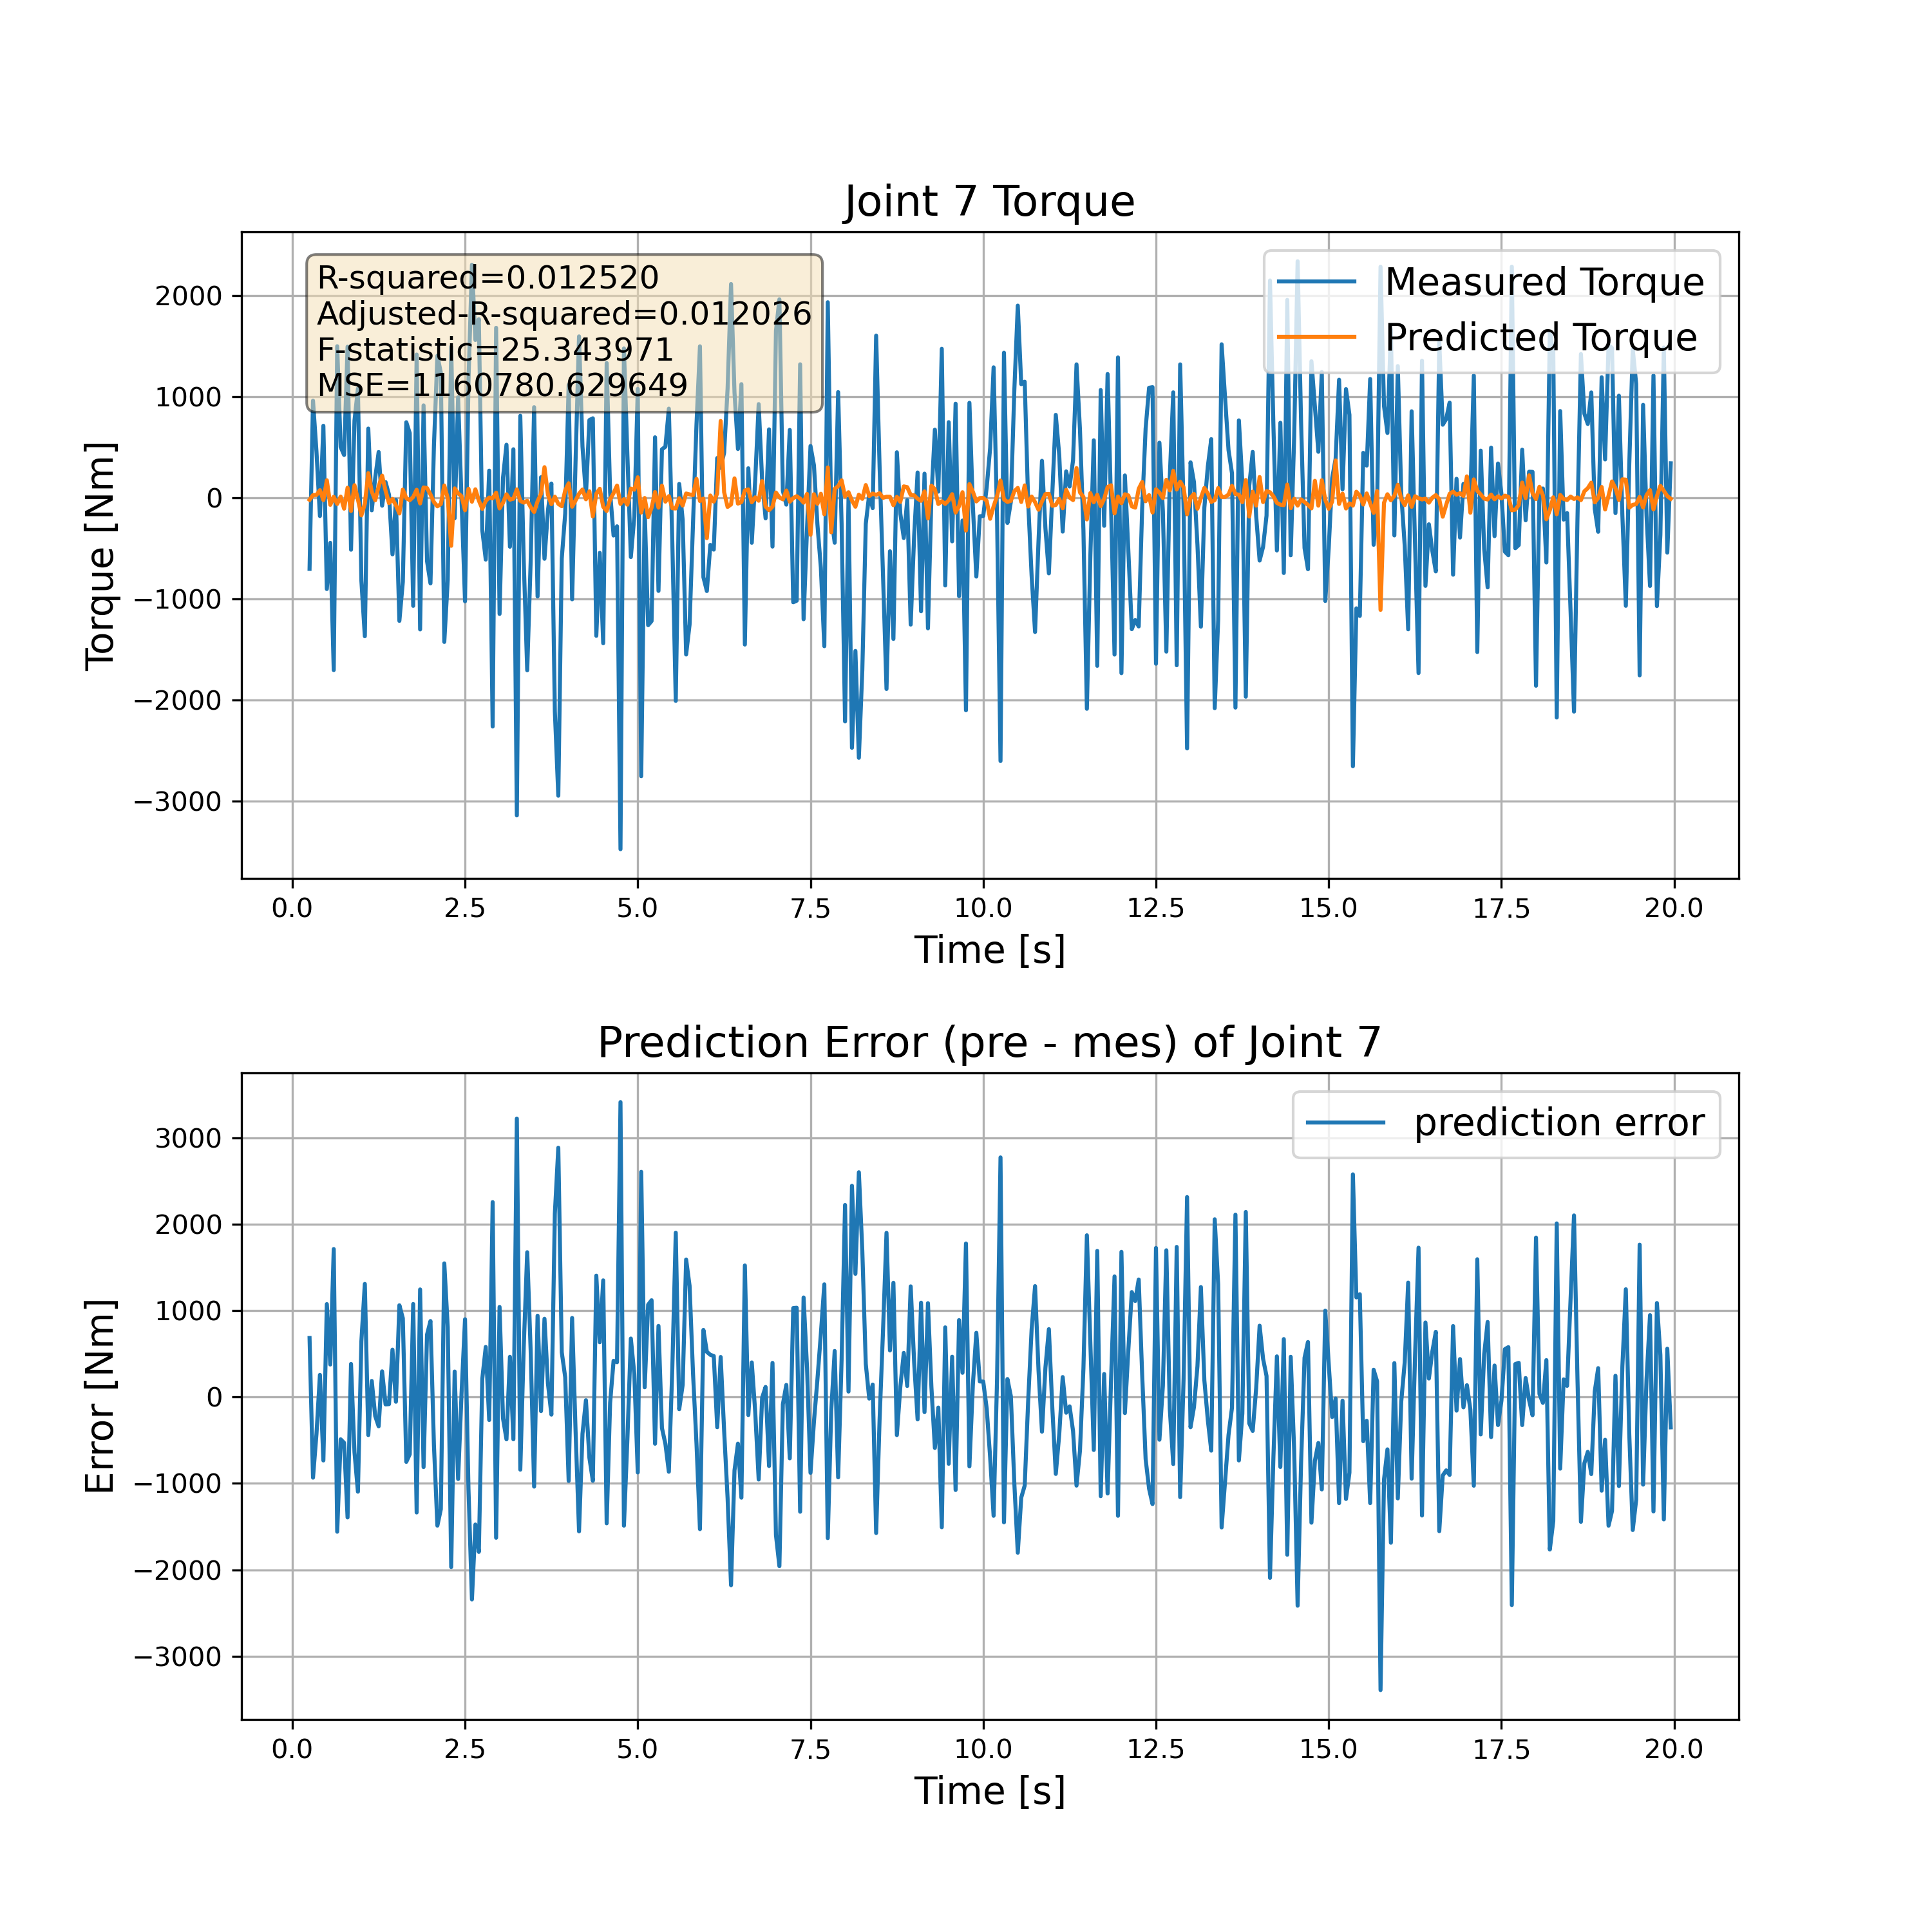 Joint 7 Torque
R-squared=0.012520
Adjusted-R-squared=0.012026
F-statistic=25.343971
MSE=1160780.629649
Measured Torque
Predicted Torque
Torque [Nm]
2000
1000
0
−1000
−2000
−3000
0.0 2.5 5.0 7.5 10.0 12.5 15.0 17.5 20.0
Time [s]
Prediction Error (pre - mes) of Joint 7
prediction error
Error [Nm]
3000
2000
1000
0
−1000
−2000
−3000
0.0 2.5 5.0 7.5 10.0 12.5 15.0 17.5 20.0
Time [s]